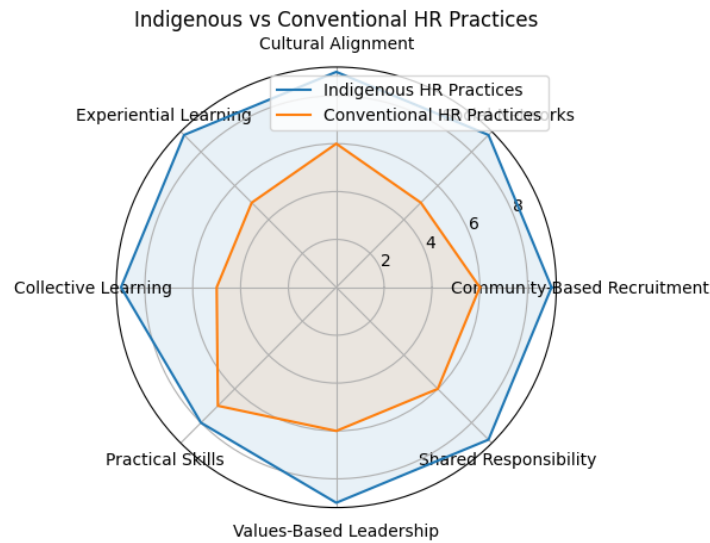 Indigenous vs Conventional HR Practices
Cultural Alignment
Indigenous HR Practices
Conventional HR Practices
Experiential Learning
8
6
4
2
Collective Learning
Community-Based Recruitment
Practical Skills
Shared Responsibility
Values-Based Leadership